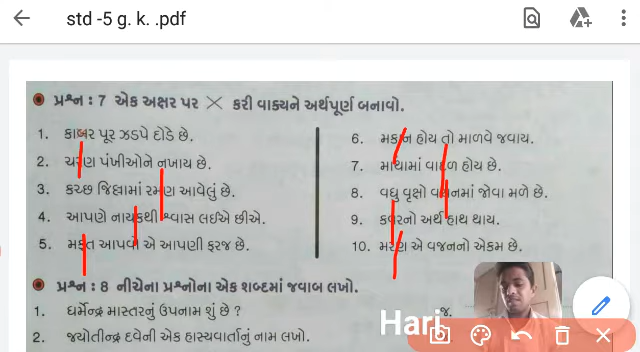 std -5 g. k. .pdf
પ્રશ્ન : 7 એક અક્ષર પર × કરી વાક્યને અર્થપૂર્ણ બનાવો.
1. કાબર પૂર ઝડપે દોડે છે.
2. ચરણ પંખીઓને નખાય છે.
3. કચ્છ જિલ્લામાં રમણ આવેલું છે.
4. આપણે નાયકથી શ્વાસ લઈએ છીએ.
5. મકત આપવો એ આપણી ફરજ છે.
6. મકાન હોય તો માળવે જવાય.
7. માથામાં વાદળ હોય છે.
8. વધુ વૃક્ષો વચનમાં જોવા મળે છે.
9. કવરનો અર્થ હાથ થાય.
10. મરણ એ વજનનો એકમ છે.
પ્રશ્ન : 8 નીચેના પ્રશ્નોના એક શબ્દમાં જવાબ લખો.
1. ધર્મેન્દ્ર માસ્તરનું ઉપનામ શું છે ?
2. જ્યોતીન્દ્ર દવેની એક હાસ્યવાર્તાનું નામ લખો.
Hari